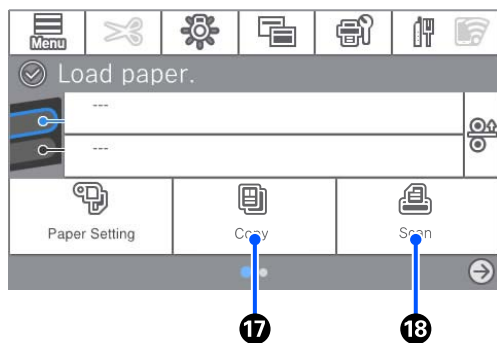 Menu
Load paper.
---
---
Paper Setting
Copy
Scan
17
18